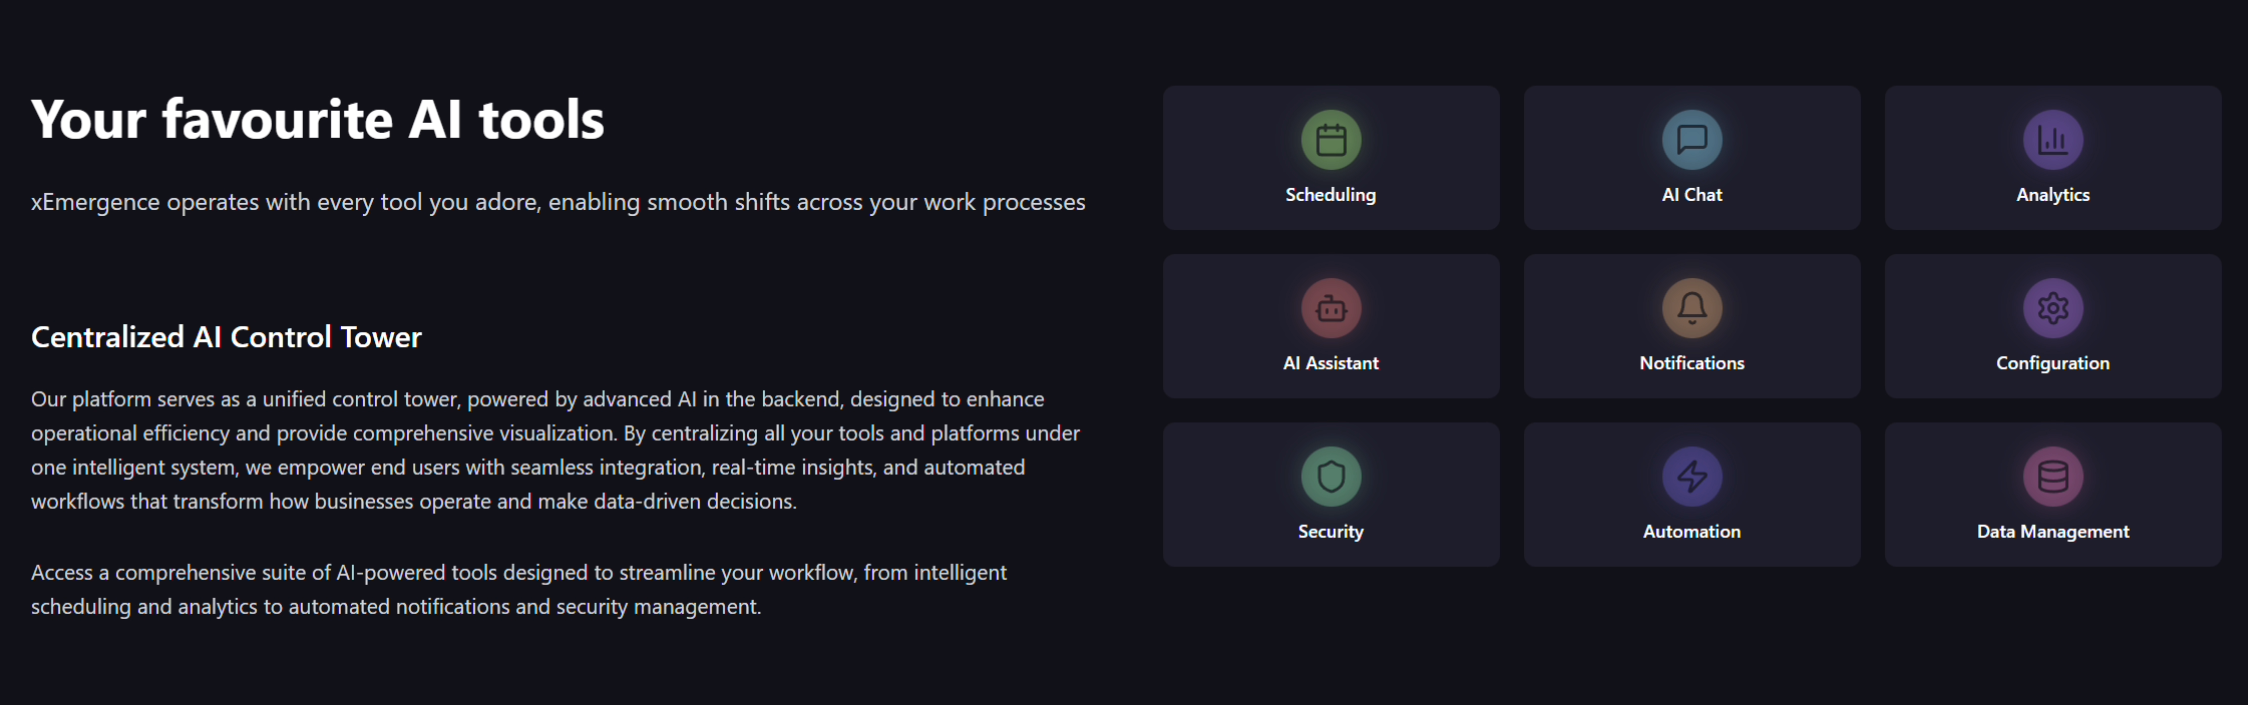 Your favourite AI tools
xEmergence operates with every tool you adore, enabling smooth shifts across your work processes
Centralized AI Control Tower
Our platform serves as a unified control tower, powered by advanced AI in the backend, designed to enhance
operational efficiency and provide comprehensive visualization. By centralizing all your tools and platforms under
one intelligent system, we empower end users with seamless integration, real-time insights, and automated
workflows that transform how businesses operate and make data-driven decisions.
Access a comprehensive suite of AI-powered tools designed to streamline your workflow, from intelligent
scheduling and analytics to automated notifications and security management.
Scheduling
AI Chat
Analytics
AI Assistant
Notifications
Configuration
Security
Automation
Data Management